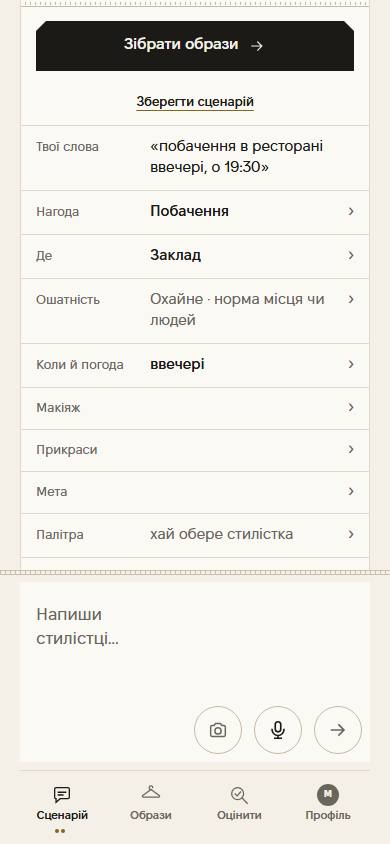 Зібрати образи →
Зберегти сценарій
Твої слова «побачення в ресторані
ввечері, о 19:30»
Нагода Побачення
Де Заклад
Ошатність Охайне · норма місця чи
людей
Коли й погода ввечері
Макіяж
Прикраси
Мета
Палітра хай обере стилістка
Напиши
стилістці...
M
Сценарій Образи Оцінити Профіль